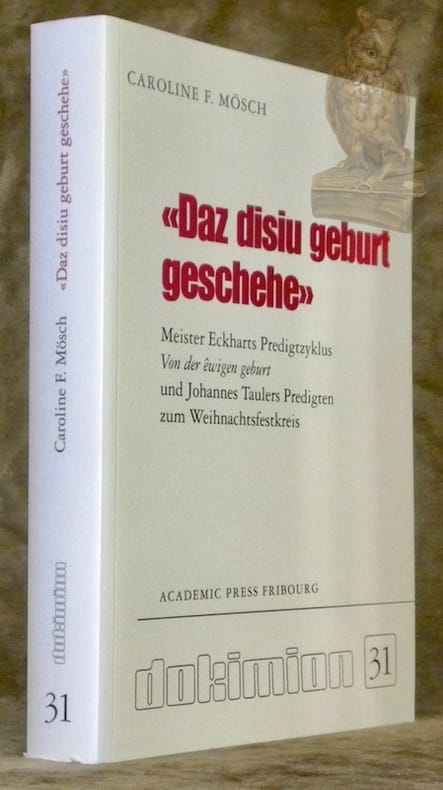 Caroline F. Mösch «Daz disiu geburt geschehe»
dokimion
31
CAROLINE F. MÖSCH
«Daz disiu geburt
geschehe»
Meister Eckharts Predigtzyklus
Von der êwigen geburt
und Johannes Taulers Predigten
zum Weihnachtsfestkreis
ACADEMIC PRESS FRIBOURG
dokimion 31